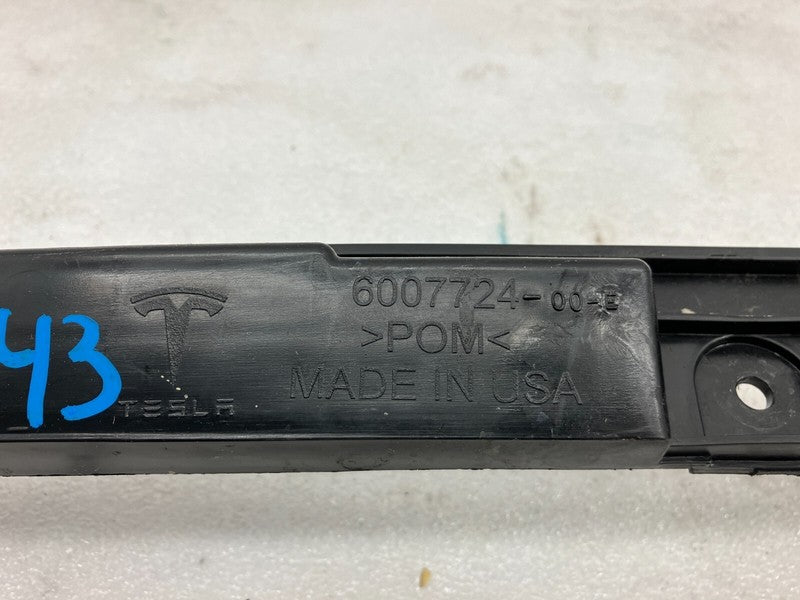 6007724-00-E
>POM<
MADE IN USA
TESLA
43